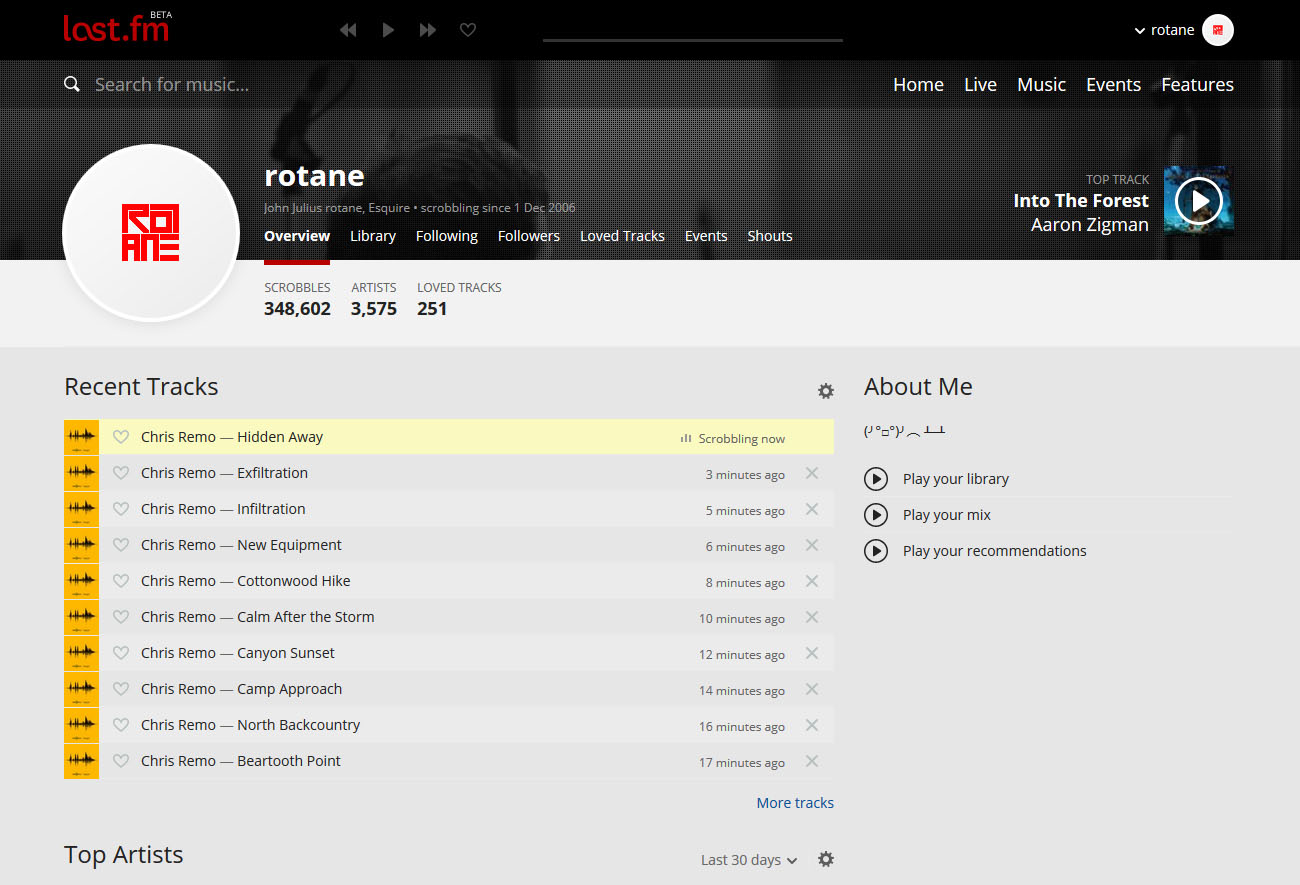 last.fm BETA
rotane
Search for music...
Home Live Music Events Features
ROTANE
rotane
John Julius rotane, Esquire • scrobbling since 1 Dec 2006
Overview Library Following Followers Loved Tracks Events Shouts
TOP TRACK
Into The Forest
Aaron Zigman
SCROBBLES ARTISTS LOVED TRACKS
348,602 3,575 251
Recent Tracks
Chris Remo — Hidden Away Scrobbling now
Chris Remo — Exfiltration 3 minutes ago
Chris Remo — Infiltration 5 minutes ago
Chris Remo — New Equipment 6 minutes ago
Chris Remo — Cottonwood Hike 8 minutes ago
Chris Remo — Calm After the Storm 10 minutes ago
Chris Remo — Canyon Sunset 12 minutes ago
Chris Remo — Camp Approach 14 minutes ago
Chris Remo — North Backcountry 16 minutes ago
Chris Remo — Beartooth Point 17 minutes ago
More tracks
About Me
(╯°□°)╯︵ ┻━┻
Play your library
Play your mix
Play your recommendations
Top Artists
Last 30 days